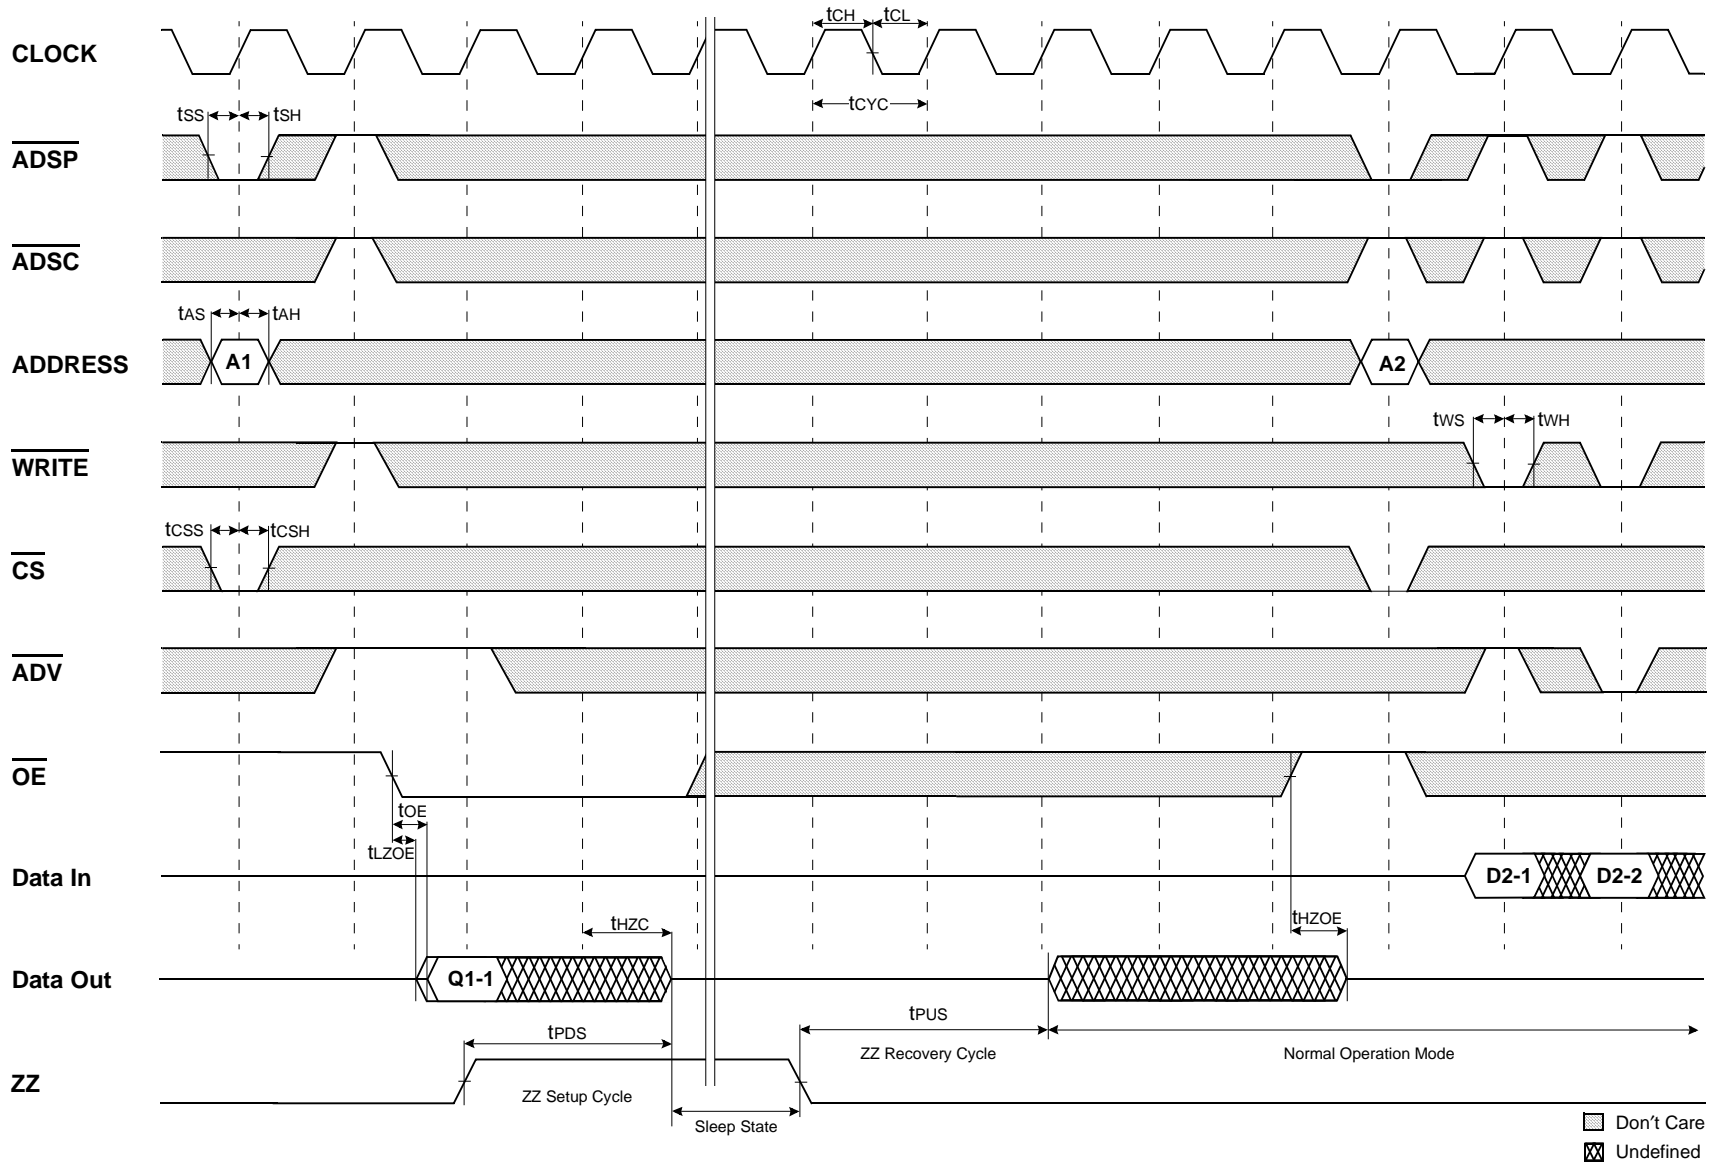 tCH tCL
CLOCK
tCYC
tSS tSH
ADSP
ADSC
tAS tAH
ADDRESS A1 A2
tWS tWH
WRITE
tCSS tCSH
CS
ADV
OE
tOE
tLZOE
Data In D2-1 D2-2
tHZC tHZOE
Data Out Q1-1
tPDS tPUS
ZZ Recovery Cycle Normal Operation Mode
ZZ
ZZ Setup Cycle
Sleep State
Don′t Care
Undefined